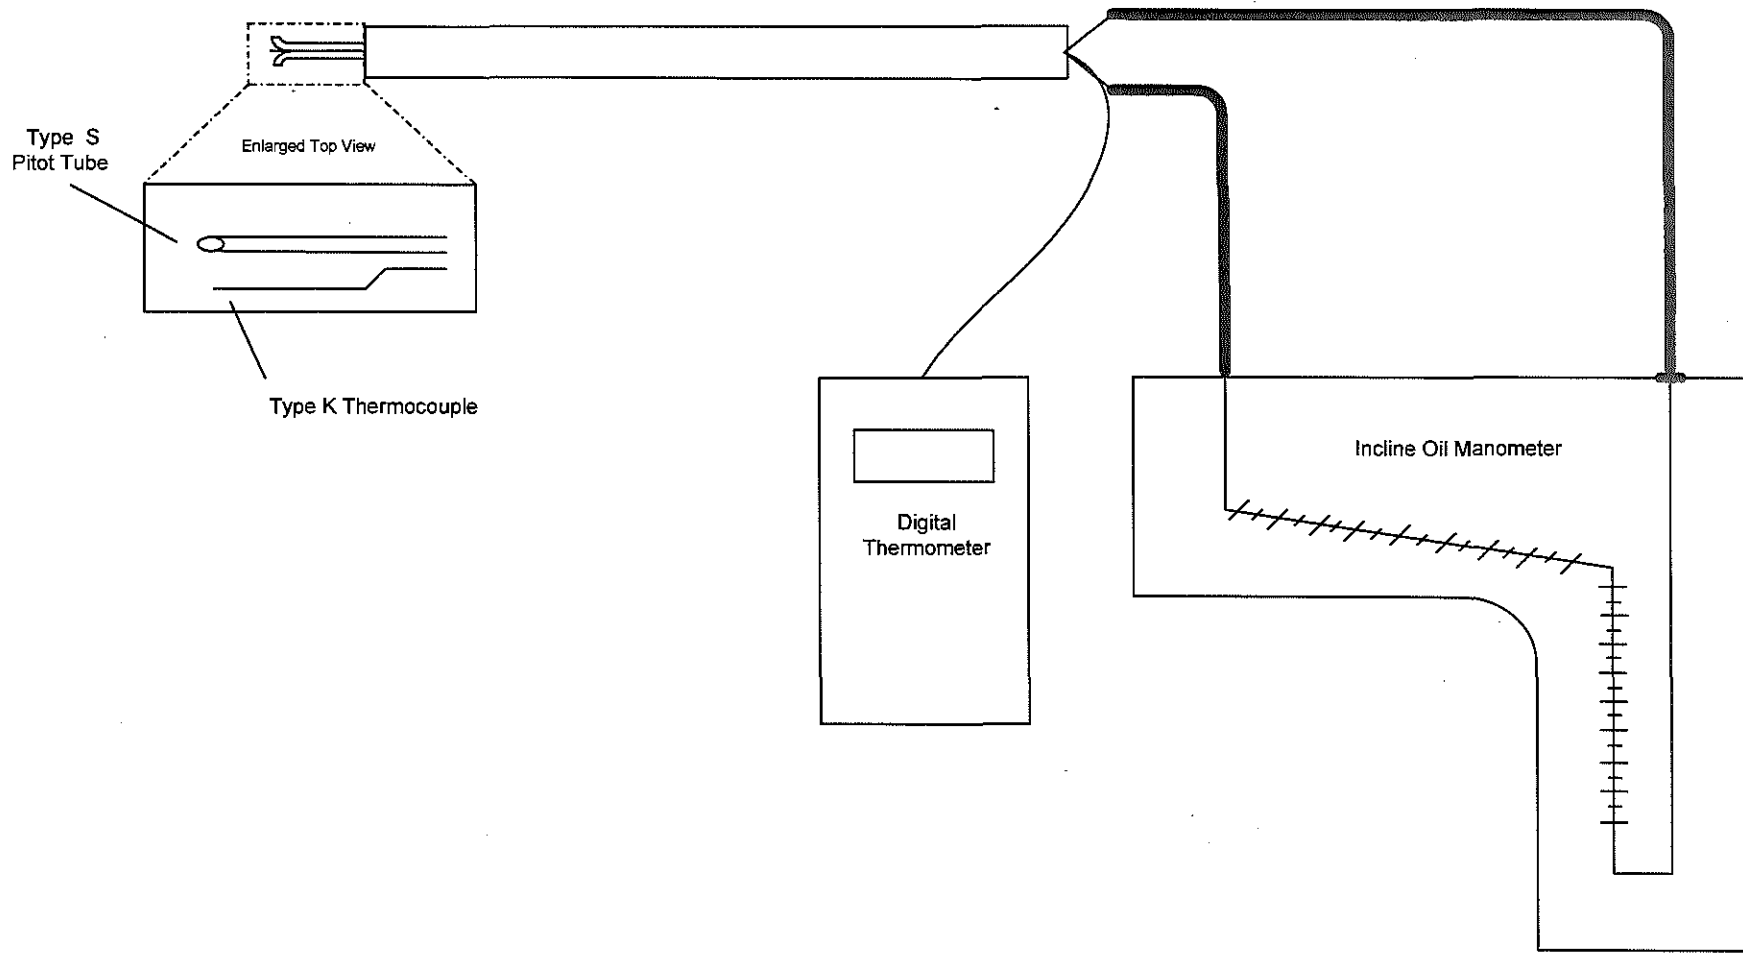 Type S
Pitot Tube
Enlarged Top View
Type K Thermocouple
Digital
Thermometer
Incline Oil Manometer